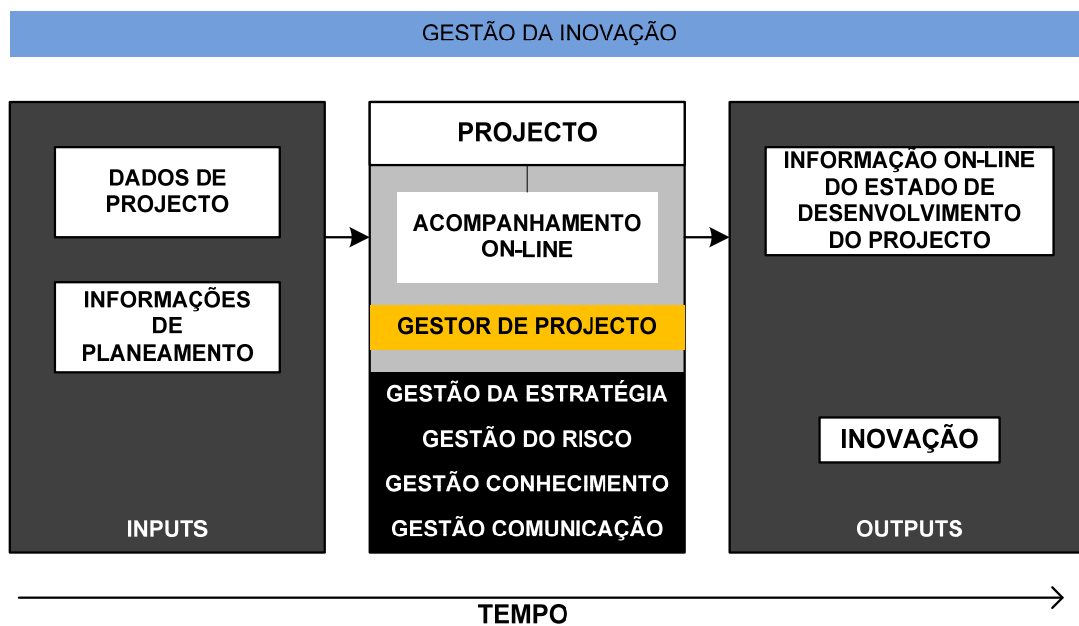 GESTÃO DA INOVAÇÃO
DADOS DE
PROJECTO
INFORMAÇÕES
DE
PLANEAMENTO
INPUTS
PROJECTO
ACOMPANHAMENTO
ON-LINE
GESTOR DE PROJECTO
GESTÃO DA ESTRATÉGIA
GESTÃO DO RISCO
GESTÃO CONHECIMENTO
GESTÃO COMUNICAÇÃO
INFORMAÇÃO ON-LINE
DO ESTADO DE
DESENVOLVIMENTO
DO PROJECTO
INOVAÇÃO
OUTPUTS
TEMPO